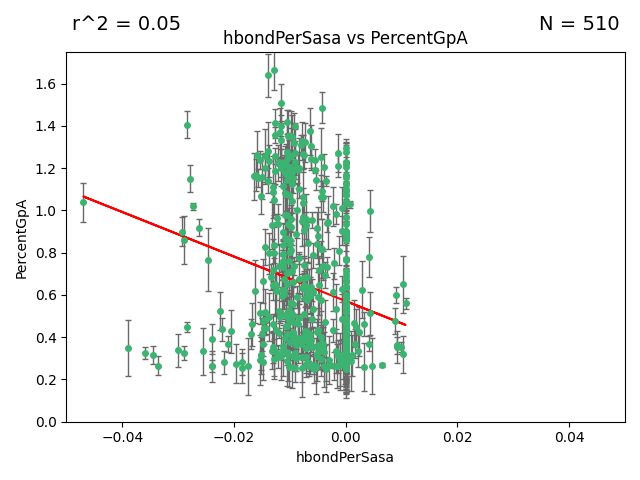 r^2 = 0.05
N = 510
hbondPerSasa vs PercentGpA
1.6
1.4
1.2
1.0
0.8
0.6
0.4
0.2
0.0
PercentGpA
−0.04
−0.02
0.00
0.02
0.04
hbondPerSasa